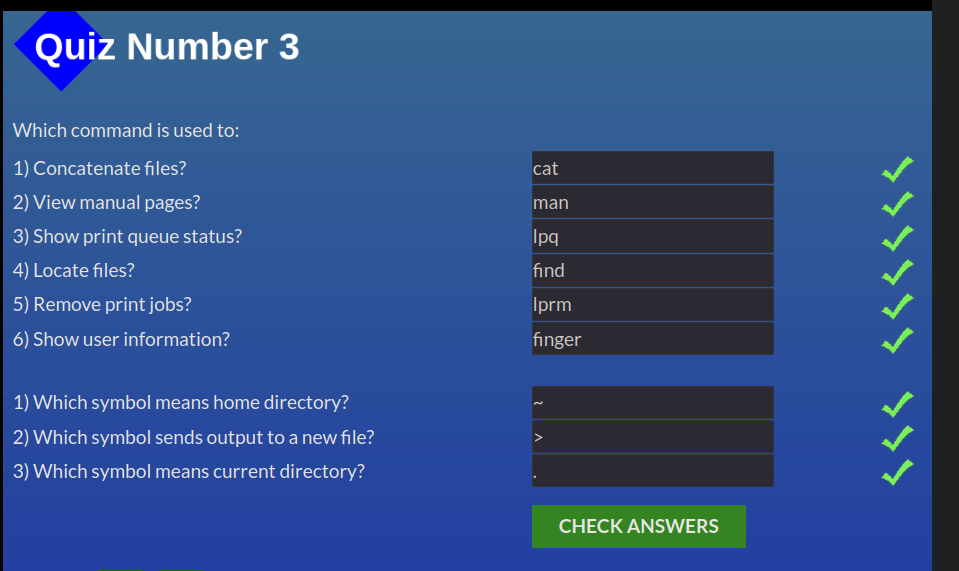 Quiz Number 3
Which command is used to:
1) Concatenate files? cat
2) View manual pages? man
3) Show print queue status? lpq
4) Locate files? find
5) Remove print jobs? lprm
6) Show user information? finger
1) Which symbol means home directory? ~
2) Which symbol sends output to a new file? >
3) Which symbol means current directory? .
CHECK ANSWERS